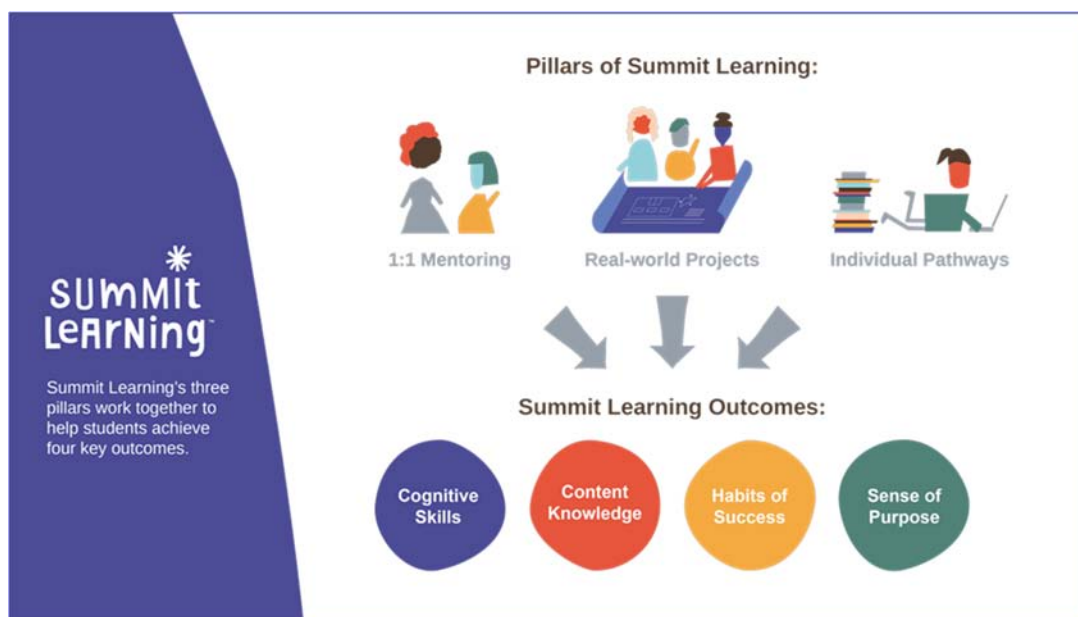 Pillars of Summit Learning:
1:1 Mentoring
Real-world Projects
Individual Pathways
SUMMIT
LeArNing™
Summit Learning's three
pillars work together to
help students achieve
four key outcomes.
Summit Learning Outcomes:
Cognitive
Skills
Content
Knowledge
Habits of
Success
Sense of
Purpose